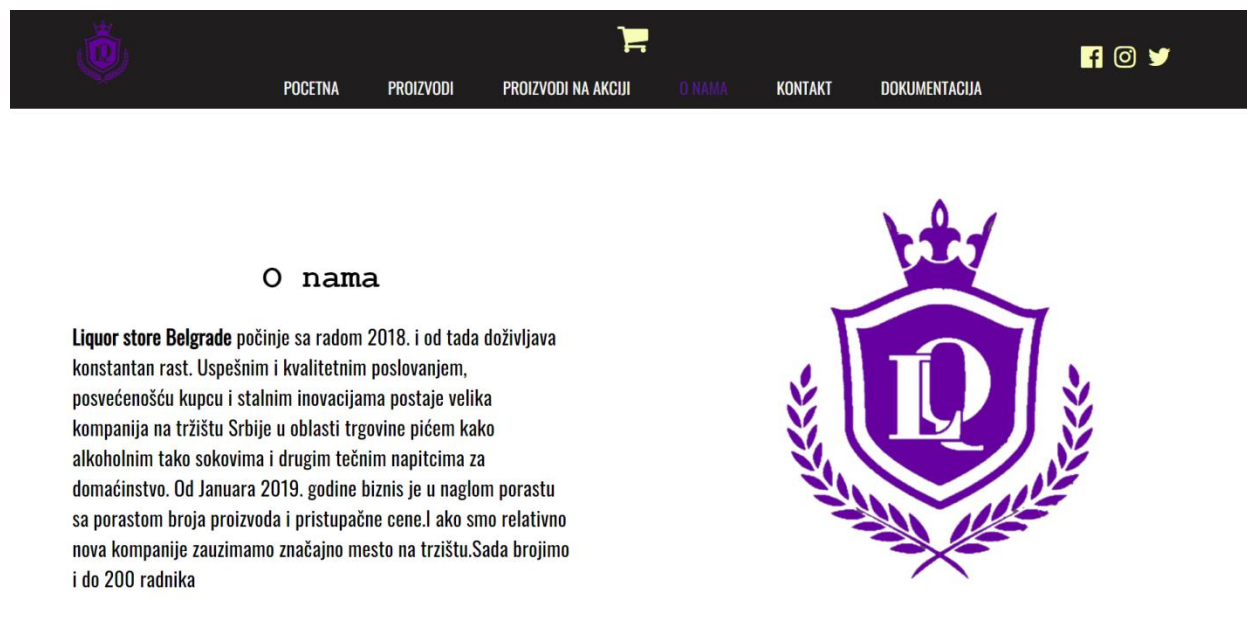 POCETNA PROIZVODI PROIZVODI NA AKCIJI O NAMA KONTAKT DOKUMENTACIJA
O nama
Liquor store Belgrade počinje sa radom 2018. i od tada doživljava
konstantan rast. Uspešnim i kvalitetnim poslovanjem,
posvećenošću kupcu i stalnim inovacijama postaje velika
kompanija na tržištu Srbije u oblasti trgovine pićem kako
alkoholnim tako sokovima i drugim tečnim napitcima za
domaćinstvo. Od Januara 2019. godine biznis je u naglom porastu
sa porastom broja proizvoda i pristupačne cene.I ako smo relativno
nova kompanije zauzimamo značajno mesto na trzištu.Sada brojimo
i do 200 radnika
LQ